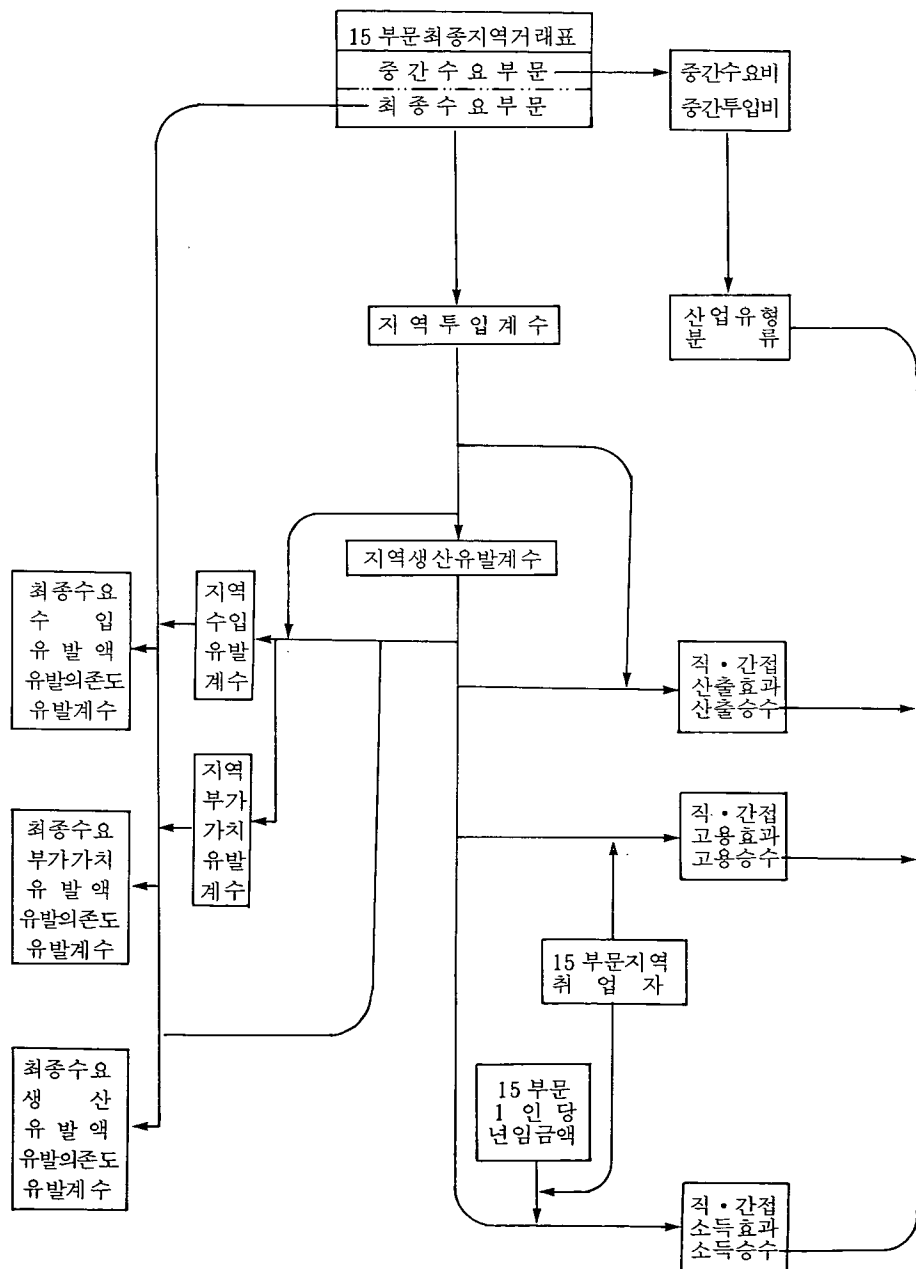 15 부문최종지역거래표
중간수요부문
최종수요부문
중간수요비
중간투입비
지역투입계수
산업유형
분류
지역생산유발계수
최종수요
수입
유발액
유발의존도
유발계수
지역
수입
유발
계수
직·간접
산출효과
산출승수
지역
부가
가치
유발
계수
최종수요
부가가치
유발액
유발의존도
유발계수
직·간접
고용효과
고용승수
15 부문지역
취업자
최종수요
생산
유발액
유발의존도
유발계수
15 부문
1 인당
년임금액
직·간접
소득효과
소득승수